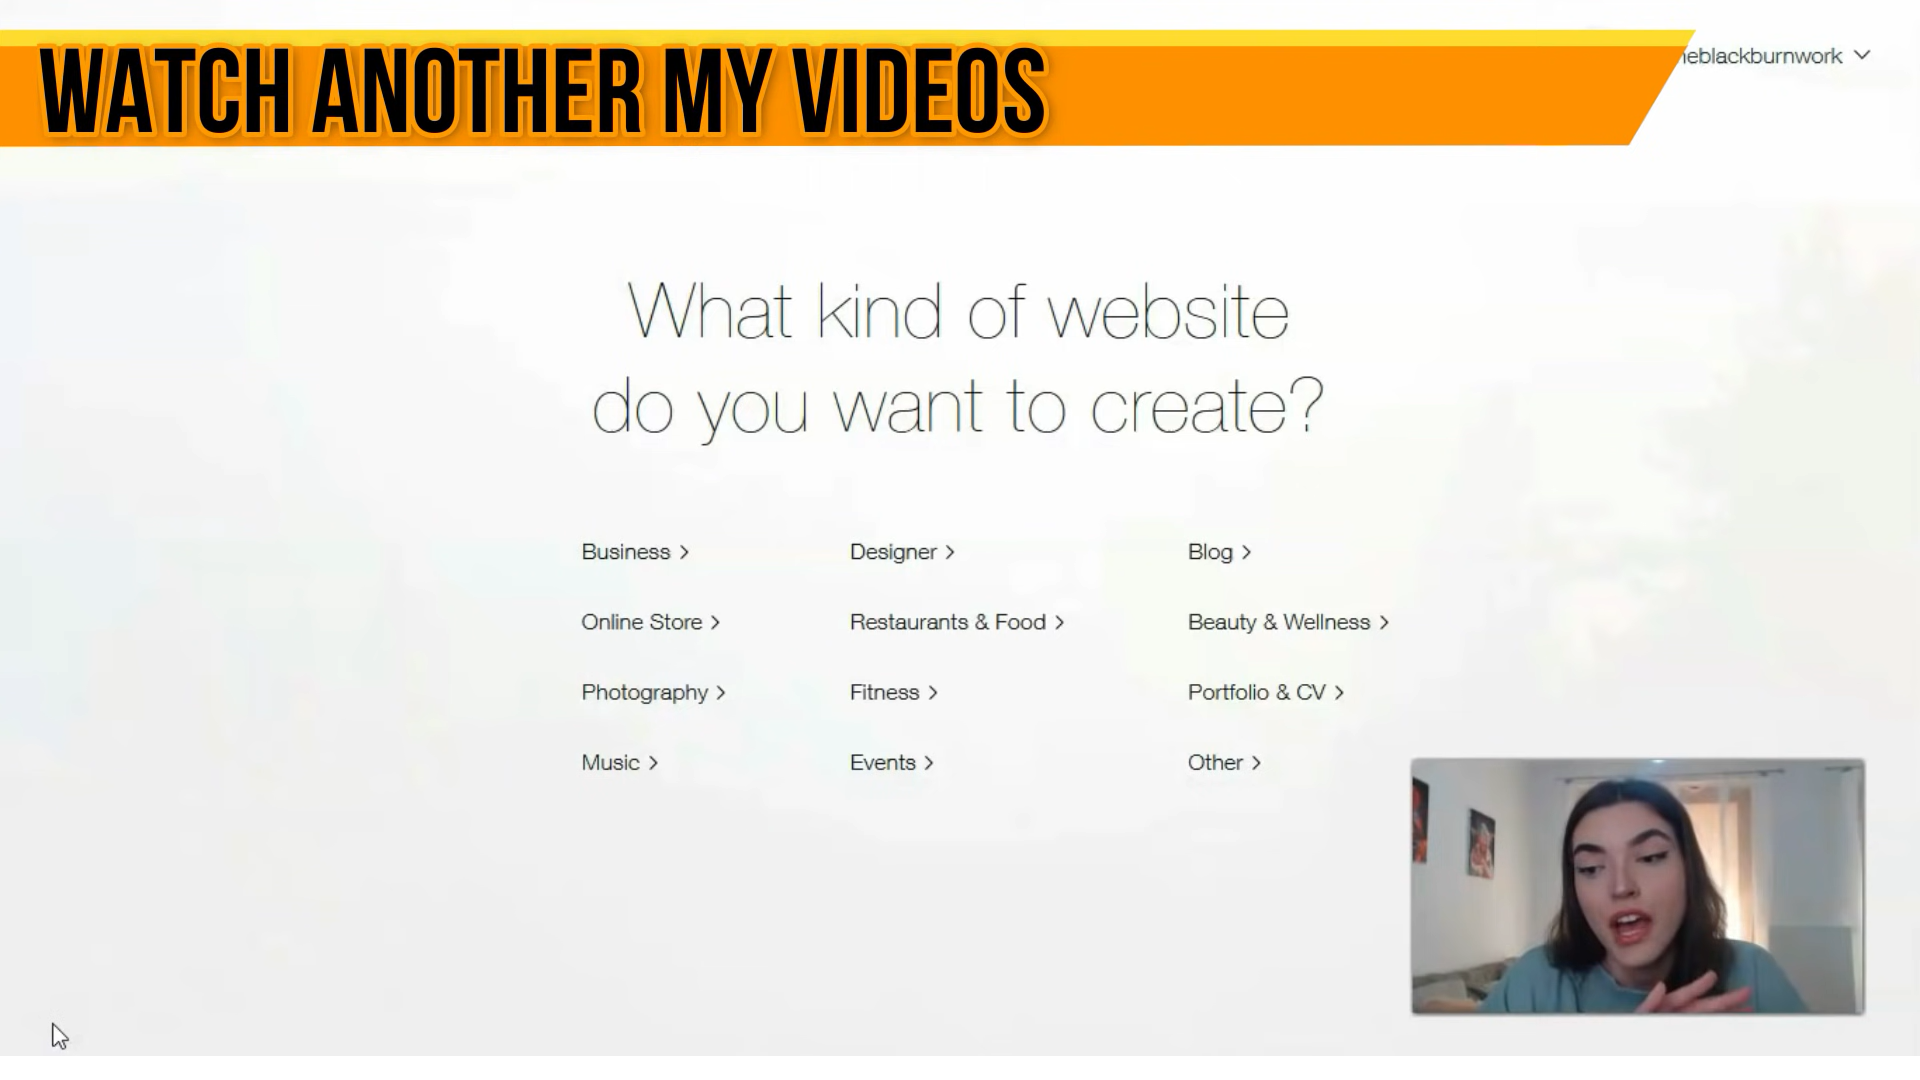 WATCH ANOTHER MY VIDEOS
What kind of website
do you want to create?
Business > Designer > Blog >
Online Store > Restaurants & Food > Beauty & Wellness >
Photography > Fitness > Portfolio & CV >
Music > Events > Other >